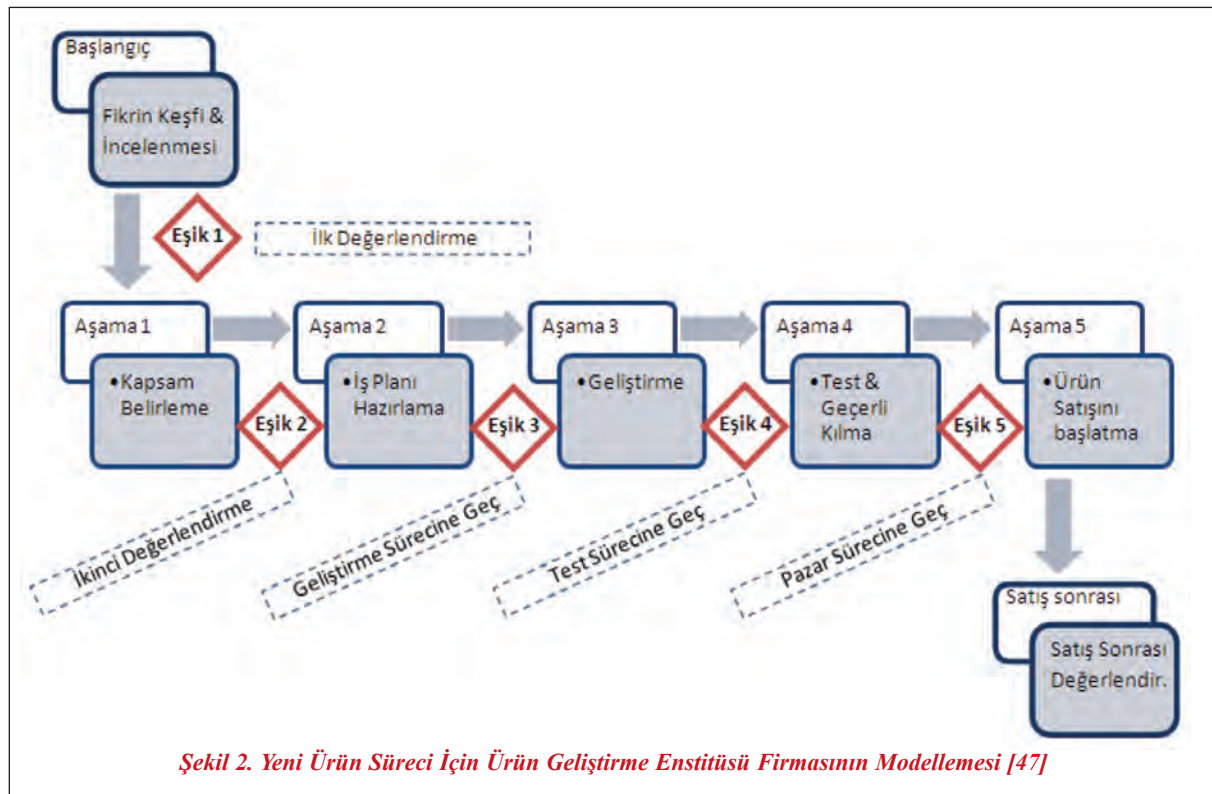 Başlangıç
Fikrin Keşfi &
İncelenmesi
Eşik 1
İlk Değerlendirme
Aşama 1
Aşama 2
Aşama 3
Aşama 4
Aşama 5
•Kapsam
Belirleme
Eşik 2
•İş Planı
Hazırlama
Eşik 3
•Geliştirme
Eşik 4
•Test &
Geçerli
Kılma
Eşik 5
•Ürün
Satışını
başlatma
İkinci Değerlendirme
Geliştirme Sürecine Geç
Test Sürecine Geç
Pazar Sürecine Geç
Satış sonrası
Satış Sonrası
Değerlendir.
Şekil 2. Yeni Ürün Süreci İçin Ürün Geliştirme Enstitüsü Firmasının Modellemesi [47]